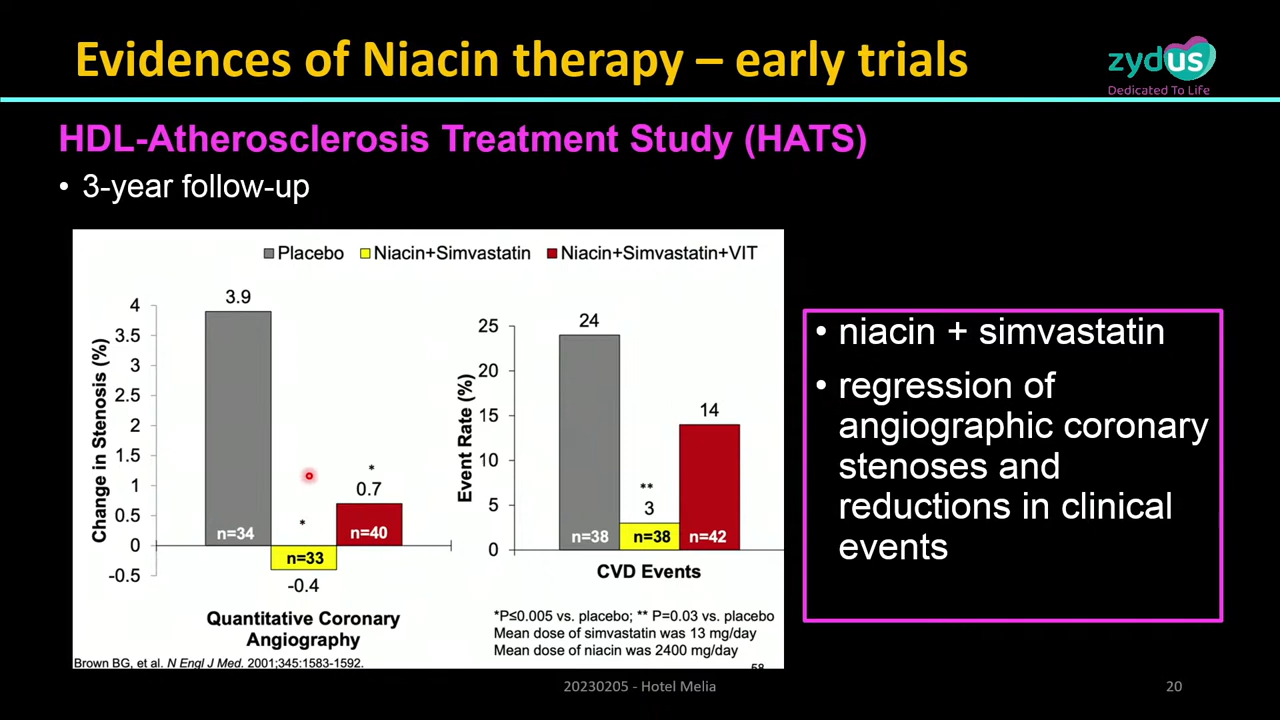 Evidences of Niacin therapy – early trials
zydus
Dedicated To Life
HDL-Atherosclerosis Treatment Study (HATS)
• 3-year follow-up
Placebo Niacin+Simvastatin Niacin+Simvastatin+VIT
Change in Stenosis (%)
4
3.5
3
2.5
2
1.5
1
0.5
0
-0.5
3.9
*
-0.4
*
0.7
n=34
n=33
n=40
Quantitative Coronary
Angiography
Event Rate (%)
25
20
15
10
5
0
24
**
3
14
n=38
n=38
n=42
CVD Events
*P≤0.005 vs. placebo; ** P=0.03 vs. placebo
Mean dose of simvastatin was 13 mg/day
Mean dose of niacin was 2400 mg/day
Brown BG, et al. N Engl J Med. 2001;345:1583-1592.
• niacin + simvastatin
• regression of
angiographic coronary
stenoses and
reductions in clinical
events
20230205 - Hotel Melia
20